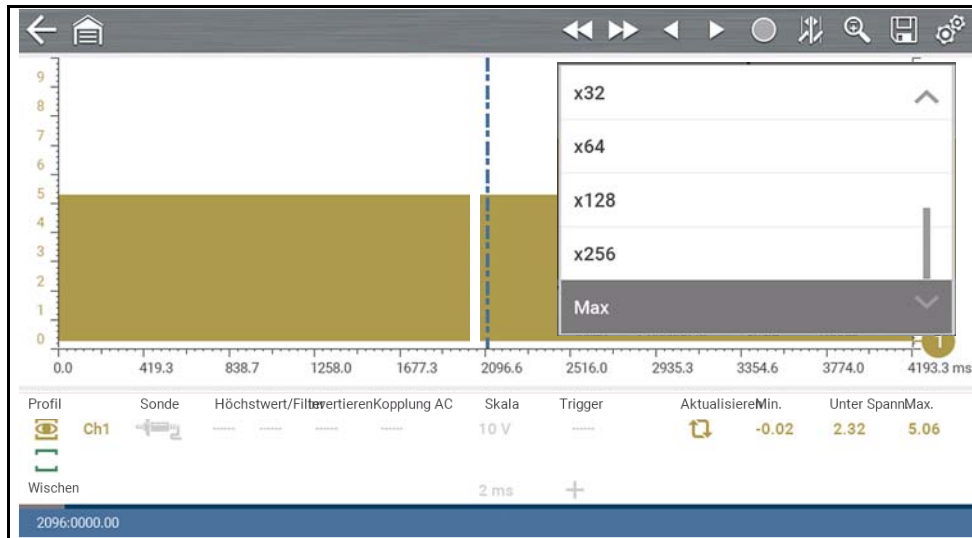 x32
x64
x128
x256
Max
9
8
7
6
5
4
3
2
1
0
1
0.0 419.3 838.7 1258.0 1677.3 2096.6 2516.0 2935.3 3354.6 3774.0 4193.3 ms
Profil Sonde Höchstwert/Filter Invertieren Kopplung AC Skala Trigger Aktualisieren Min. Unter Spann Max.
Ch1 ------ ------ ------ ------ 10 V ------ -0.02 2.32 5.06
Wischen 2 ms
2096:0000.00